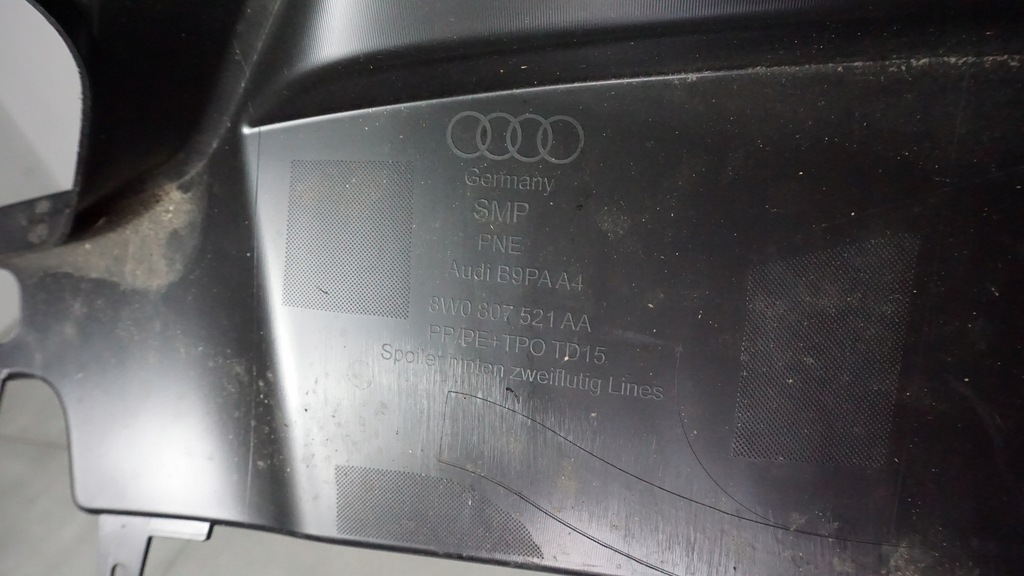 Germany
SMP
PNE
Audi B9PA A4
8W0 807 521 AA
PP/PE+TPO TD15
Spoiler hinten zweiflutig Lines